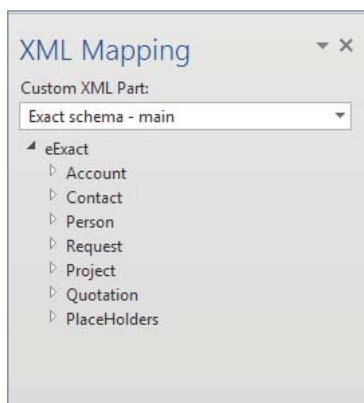 XML Mapping
Custom XML Part:
Exact schema - main
eExact
Account
Contact
Person
Request
Project
Quotation
PlaceHolders